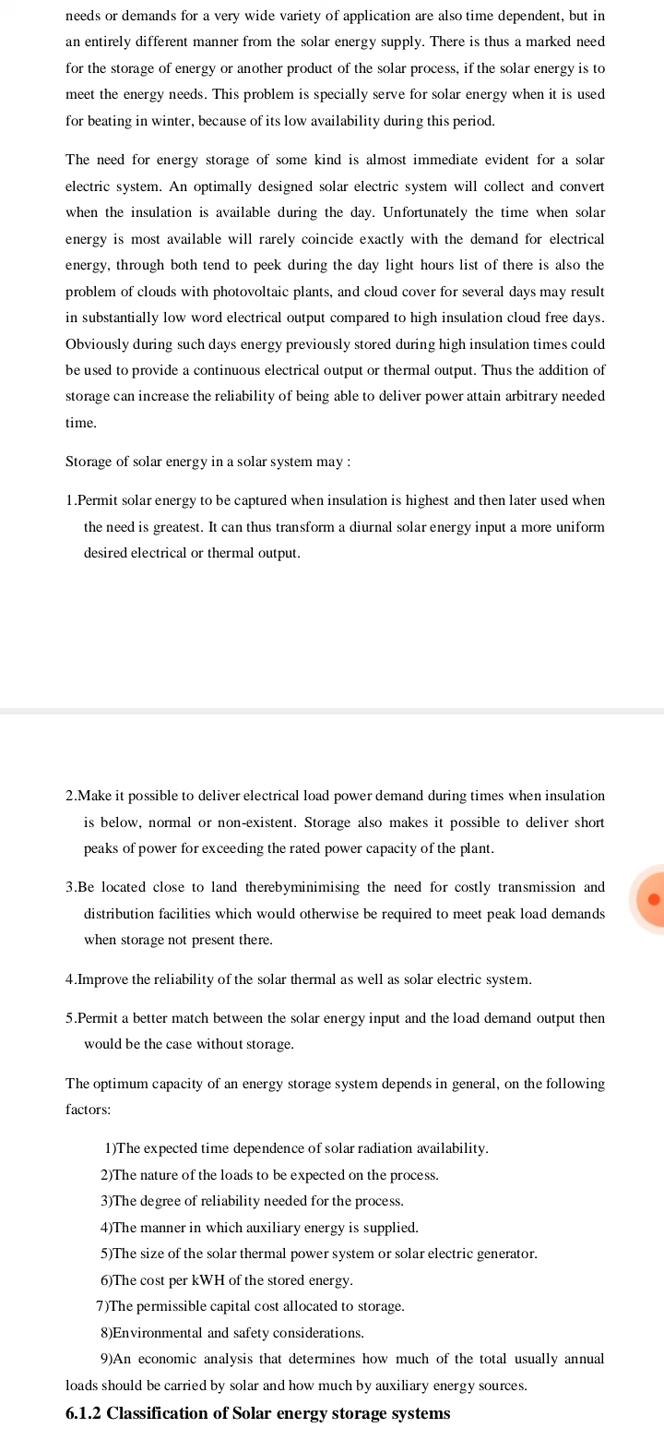 needs or demands for a very wide variety of application are also time dependent, but in
an entirely different manner from the solar energy supply. There is thus a marked need
for the storage of energy or another product of the solar process, if the solar energy is to
meet the energy needs. This problem is specially serve for solar energy when it is used
for beating in winter, because of its low availability during this period.
The need for energy storage of some kind is almost immediate evident for a solar
electric system. An optimally designed solar electric system will collect and convert
when the insulation is available during the day. Unfortunately the time when solar
energy is most available will rarely coincide exactly with the demand for electrical
energy, through both tend to peek during the day light hours list of there is also the
problem of clouds with photovoltaic plants, and cloud cover for several days may result
in substantially low word electrical output compared to high insulation cloud free days.
Obviously during such days energy previously stored during high insulation times could
be used to provide a continuous electrical output or thermal output. Thus the addition of
storage can increase the reliability of being able to deliver power attain arbitrary needed
time.
Storage of solar energy in a solar system may :
1.Permit solar energy to be captured when insulation is highest and then later used when
the need is greatest. It can thus transform a diurnal solar energy input a more uniform
desired electrical or thermal output.
2.Make it possible to deliver electrical load power demand during times when insulation
is below, normal or non-existent. Storage also makes it possible to deliver short
peaks of power for exceeding the rated power capacity of the plant.
3.Be located close to land therebyminimising the need for costly transmission and
distribution facilities which would otherwise be required to meet peak load demands
when storage not present there.
4.Improve the reliability of the solar thermal as well as solar electric system.
5.Permit a better match between the solar energy input and the load demand output then
would be the case without storage.
The optimum capacity of an energy storage system depends in general, on the following
factors:
1)The expected time dependence of solar radiation availability.
2)The nature of the loads to be expected on the process.
3)The degree of reliability needed for the process.
4)The manner in which auxiliary energy is supplied.
5)The size of the solar thermal power system or solar electric generator.
6)The cost per kWH of the stored energy.
7)The permissible capital cost allocated to storage.
8)Environmental and safety considerations.
9)An economic analysis that determines how much of the total usually annual
loads should be carried by solar and how much by auxiliary energy sources.
6.1.2 Classification of Solar energy storage systems